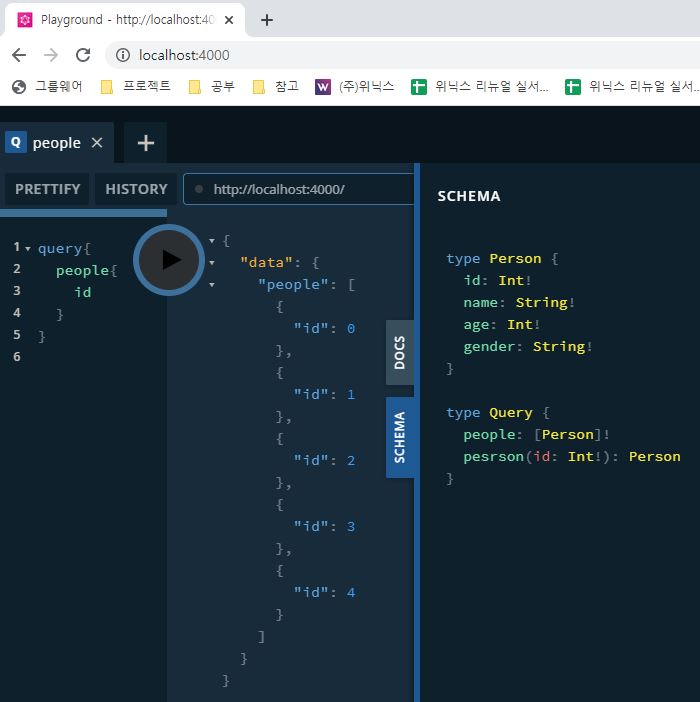 Playground - http://localhost:40
localhost:4000
그룹웨어 프로젝트 공부 참고 W (주)위닉스 위닉스 리뉴얼 실서... 위닉스 리뉴얼 실서...
Q people
PRETTIFY HISTORY http://localhost:4000/
1 query{
2 people{
3 id
4 }
5 }
6
{
"data": {
"people": [
{
"id": 0
},
{
"id": 1
},
{
"id": 2
},
{
"id": 3
},
{
"id": 4
}
]
}
}
DOCS
SCHEMA
SCHEMA
type Person {
id: Int!
name: String!
age: Int!
gender: String!
}
type Query {
people: [Person]!
pesrson(id: Int!): Person
}